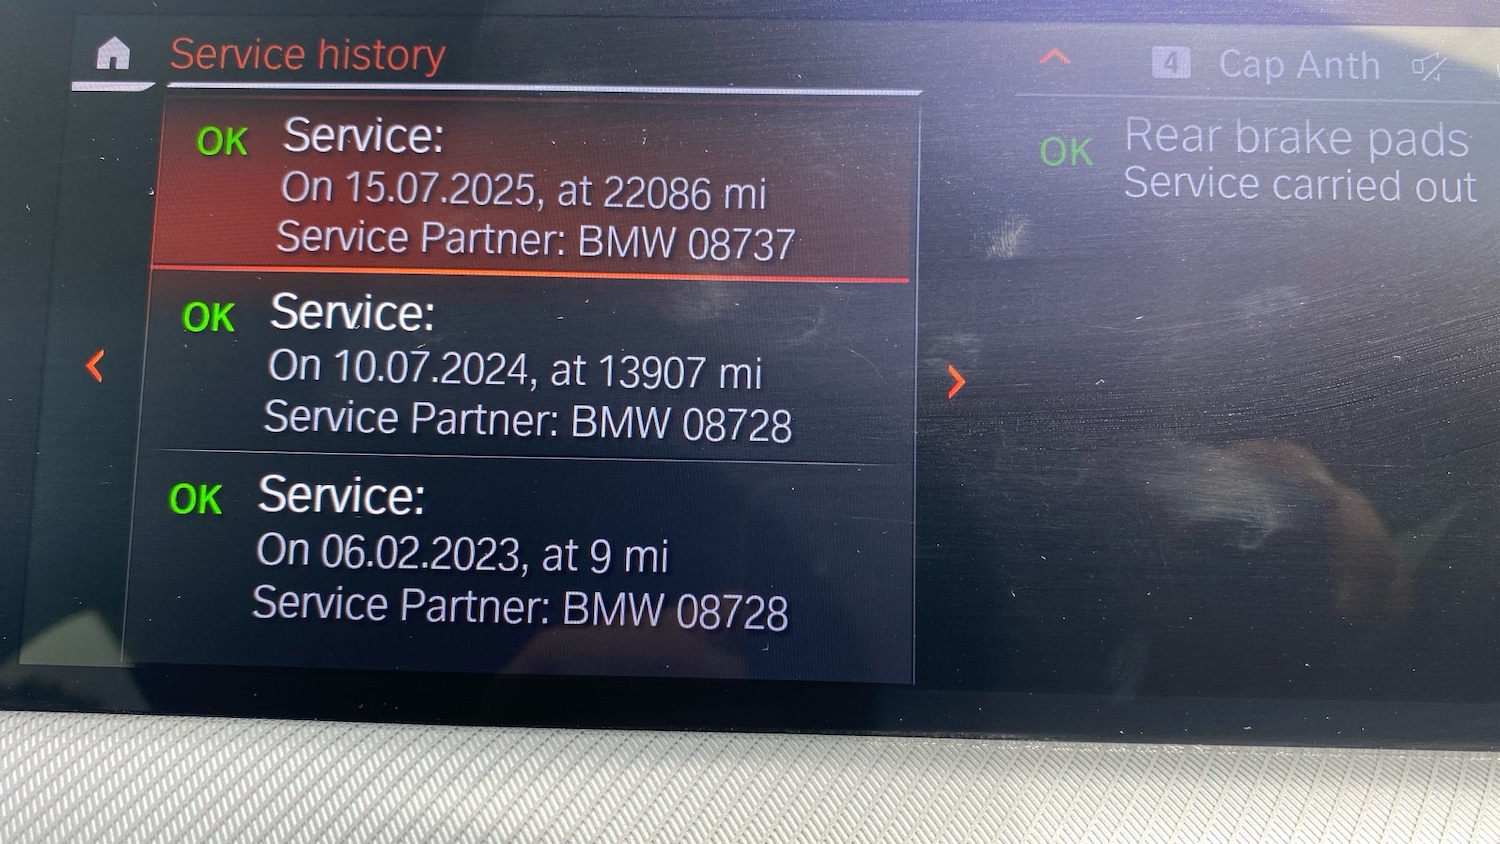 Service history
4 Cap Anth
OK Service:
On 15.07.2025, at 22086 mi
Service Partner: BMW 08737
OK Service:
On 10.07.2024, at 13907 mi
Service Partner: BMW 08728
OK Service:
On 06.02.2023, at 9 mi
Service Partner: BMW 08728
OK Rear brake pads
Service carried out